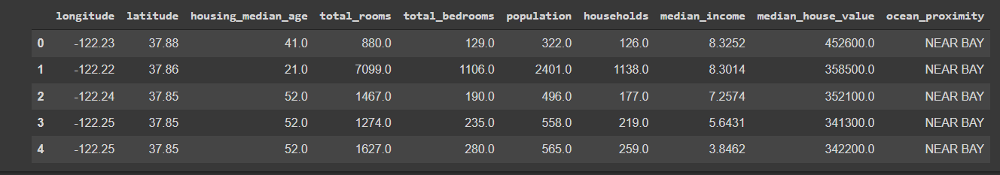 longitude latitude housing_median_age total_rooms total_bedrooms population households median_income median_house_value ocean_proximity
0 -122.23 37.88 41.0 880.0 129.0 322.0 126.0 8.3252 452600.0 NEAR BAY
1 -122.22 37.86 21.0 7099.0 1106.0 2401.0 1138.0 8.3014 358500.0 NEAR BAY
2 -122.24 37.85 52.0 1467.0 190.0 496.0 177.0 7.2574 352100.0 NEAR BAY
3 -122.25 37.85 52.0 1274.0 235.0 558.0 219.0 5.6431 341300.0 NEAR BAY
4 -122.25 37.85 52.0 1627.0 280.0 565.0 259.0 3.8462 342200.0 NEAR BAY